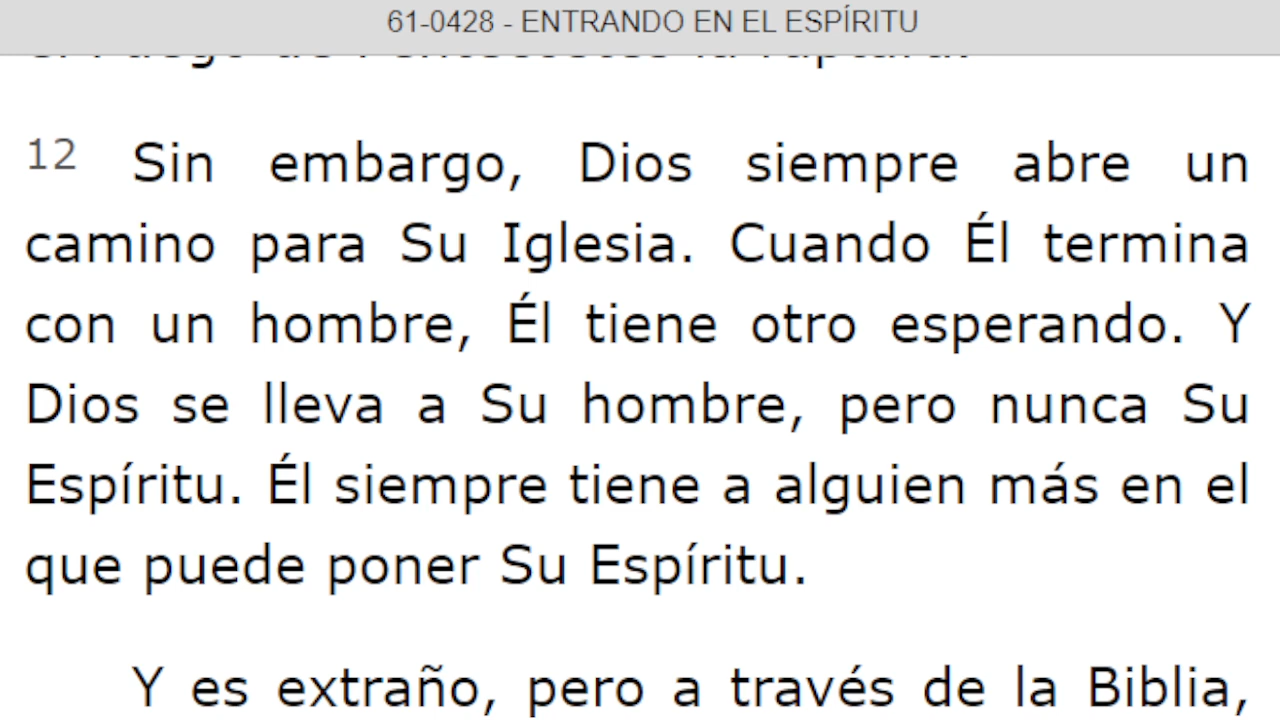 61-0428 - ENTRANDO EN EL ESPÍRITU
12 Sin embargo, Dios siempre abre un
camino para Su Iglesia. Cuando Él termina
con un hombre, Él tiene otro esperando. Y
Dios se lleva a Su hombre, pero nunca Su
Espíritu. Él siempre tiene a alguien más en el
que puede poner Su Espíritu.
Y es extraño, pero a través de la Biblia,